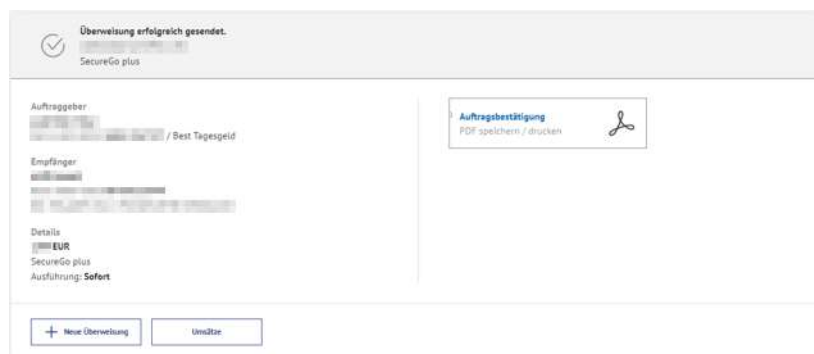 Überweisung erfolgreich gesendet.
SecureGo plus
Auftraggeber
/ Best Tagesgeld
Empfänger
Details
EUR
SecureGo plus
Ausführung: Sofort
Auftragsbestätigung
PDF speichern / drucken
Neue Überweisung
Umsätze